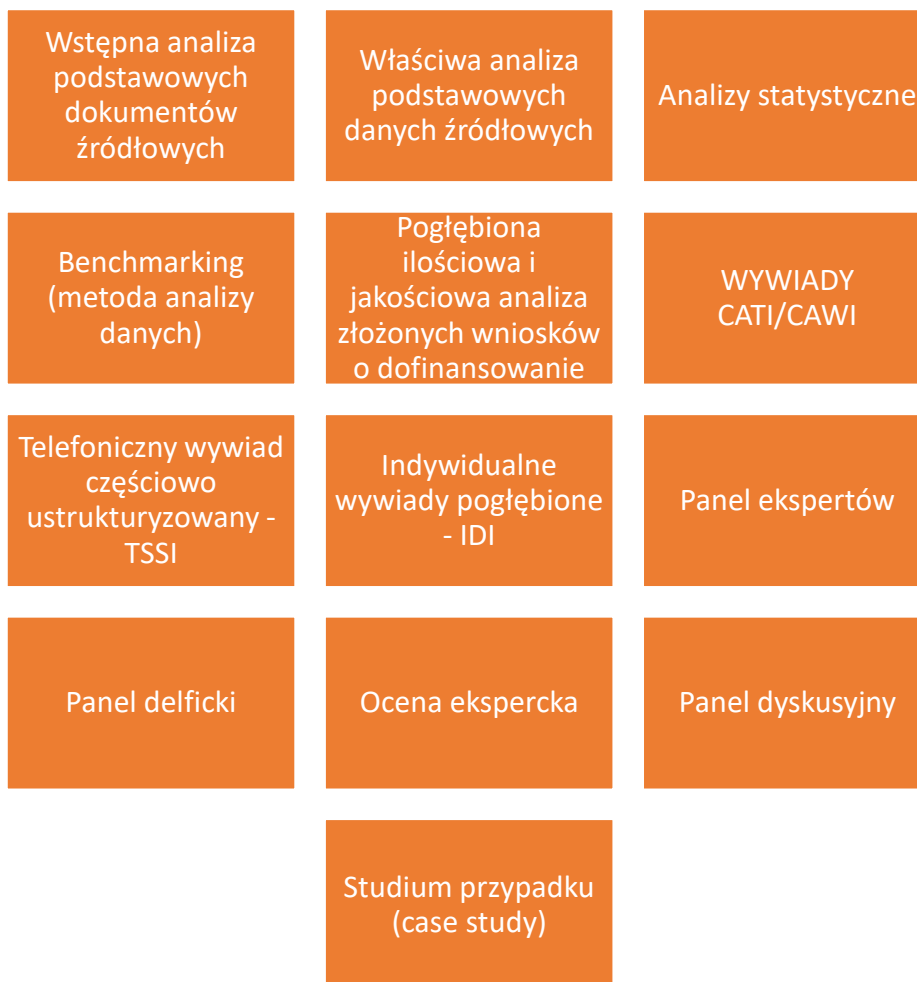 Wstępna analiza
podstawowych
dokumentów
źródłowych
Właściwa analiza
podstawowych
danych źródłowych
Analizy statystyczne
Benchmarking
(metoda analizy
danych)
Pogłębiona
ilościowa i
jakościowa analiza
złożonych wniosków
o dofinansowanie
WYWIADY
CATI/CAWI
Telefoniczny wywiad
częściowo
ustrukturyzowany -
TSSI
Indywidualne
wywiady pogłębione
- IDI
Panel ekspertów
Panel delficki
Ocena ekspercka
Panel dyskusyjny
Studium przypadku
(case study)